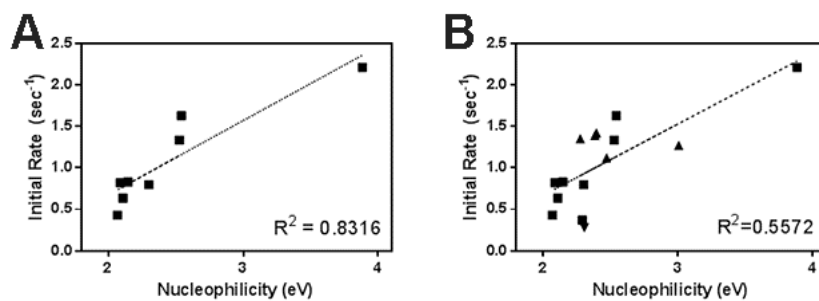 A
B
Initial Rate (sec⁻¹)
2.5
2.0
1.5
1.0
0.5
0.0
R² = 0.8316
2
3
4
Nucleophilicity (eV)
Initial Rate (sec⁻¹)
2.5
2.0
1.5
1.0
0.5
0.0
R²=0.5572
2
3
4
Nucleophilicity (eV)